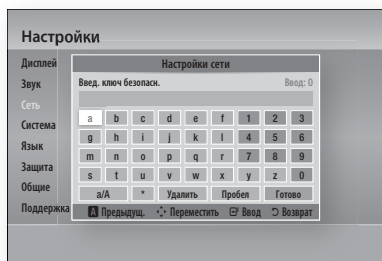 Настройки
Дисплей
Звук
Сеть
Система
Язык
Защита
Общие
Поддержка
Настройки сети
Введ. ключ безопасн. Ввод: 0
a b c d e f 1 2 3
g h i j k l 4 5 6
m n o p q r 7 8 9
s t u v w x y z 0
a/A * Удалить Пробел Готово
A Предыдущ. Переместить Ввод Возврат